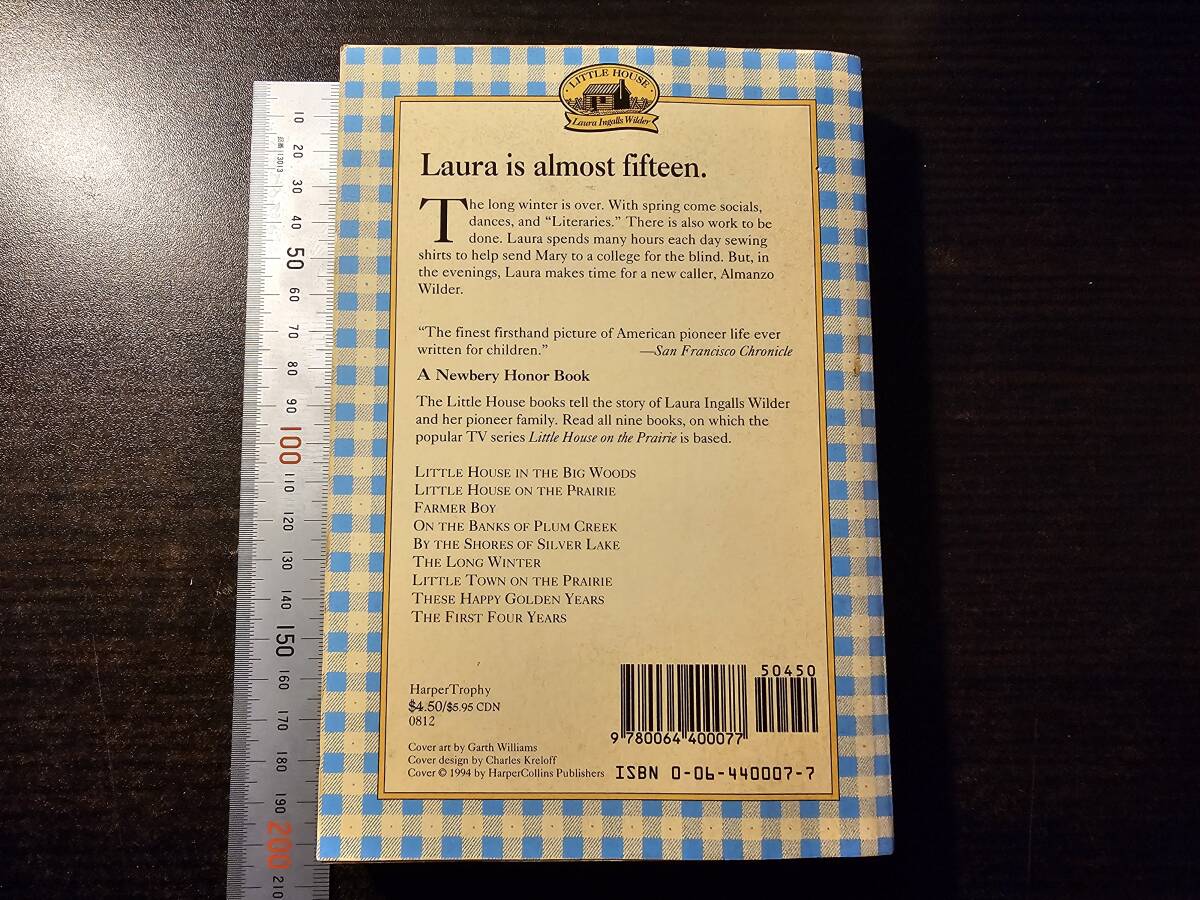 LITTLE HOUSE
Laura Ingalls Wilder
Laura is almost fifteen.
The long winter is over. With spring come socials,
dances, and “Literaries.” There is also work to be
done. Laura spends many hours each day sewing
shirts to help send Mary to a college for the blind. But, in
the evenings, Laura makes time for a new caller, Almanzo
Wilder.
“The finest firsthand picture of American pioneer life ever
written for children.” —San Francisco Chronicle
A Newbery Honor Book
The Little House books tell the story of Laura Ingalls Wilder
and her pioneer family. Read all nine books, on which the
popular TV series Little House on the Prairie is based.
LITTLE HOUSE IN THE BIG WOODS
LITTLE HOUSE ON THE PRAIRIE
FARMER BOY
ON THE BANKS OF PLUM CREEK
BY THE SHORES OF SILVER LAKE
THE LONG WINTER
LITTLE TOWN ON THE PRAIRIE
THESE HAPPY GOLDEN YEARS
THE FIRST FOUR YEARS
HarperTrophy
$4.50/$5.95 CDN
0812
Cover art by Garth Williams
Cover design by Charles Kreloff
Cover © 1994 by HarperCollins Publishers
50450
9 780064 400077
ISBN 0-06-440007-7
10
20
30
40
50
60
70
80
90
100
110
120
130
140
150
160
170
180
190
200
210
品番 13013